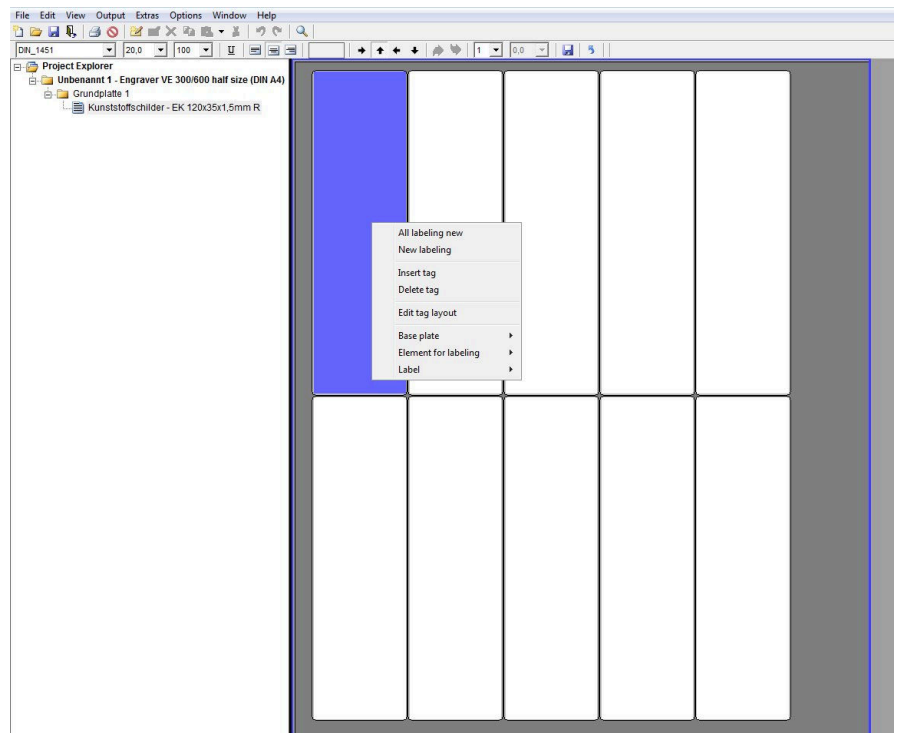 File Edit View Output Extras Options Window Help
DIN_1451 20,0 100 U 1 0,0
Project Explorer
Unbenannt 1 - Engraver VE 300/600 half size (DIN A4)
Grundplatte 1
Kunststoffschilder - EK 120x35x1,5mm R
All labeling new
New labeling
Insert tag
Delete tag
Edit tag layout
Base plate
Element for labeling
Label